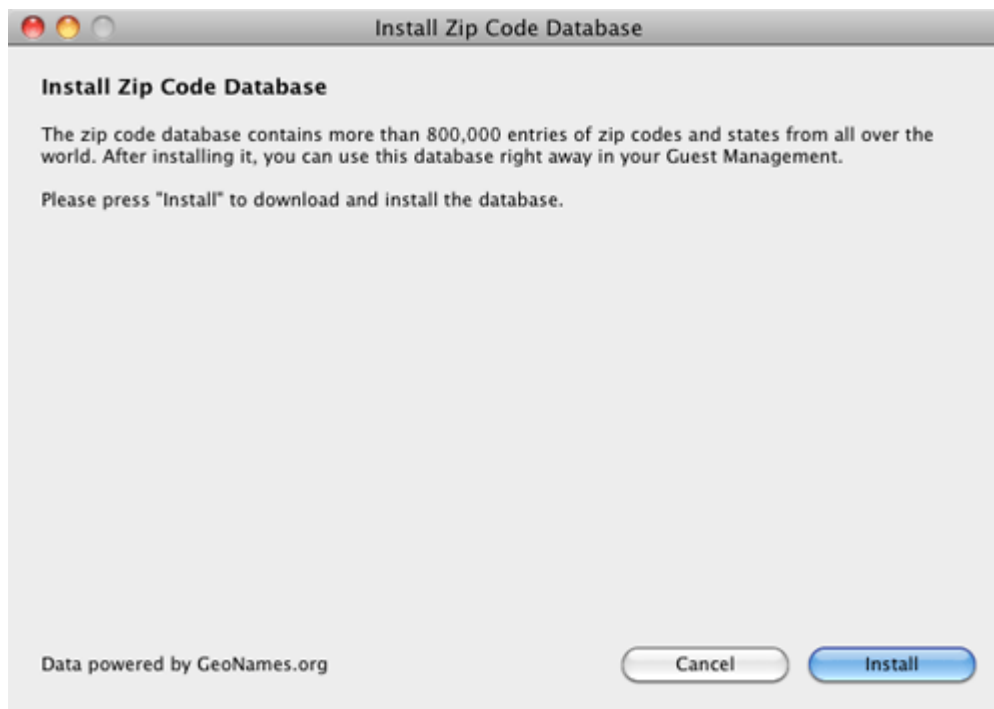 Install Zip Code Database
Install Zip Code Database
The zip code database contains more than 800,000 entries of zip codes and states from all over the
world. After installing it, you can use this database right away in your Guest Management.
Please press "Install" to download and install the database.
Data powered by GeoNames.org
Cancel
Install